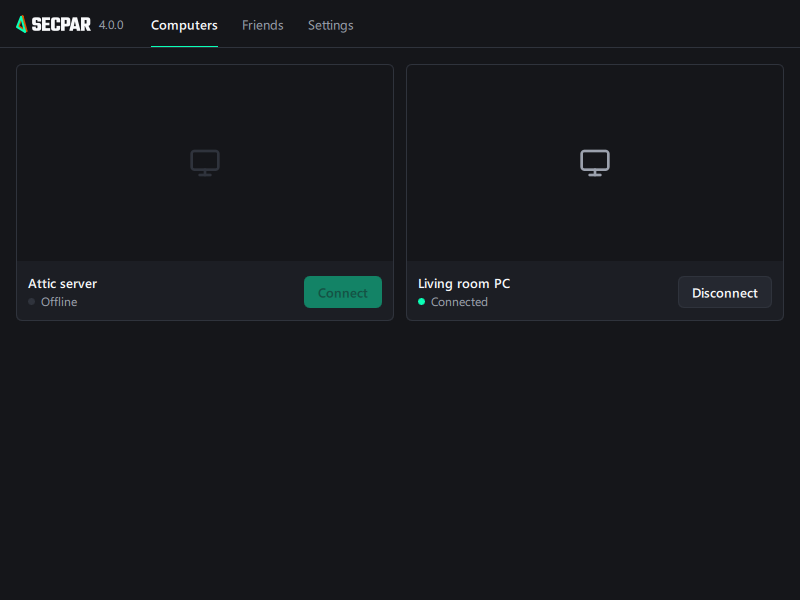 SECPAR 4.0.0 Computers Friends Settings
Attic server
Offline
Connect
Living room PC
Connected
Disconnect